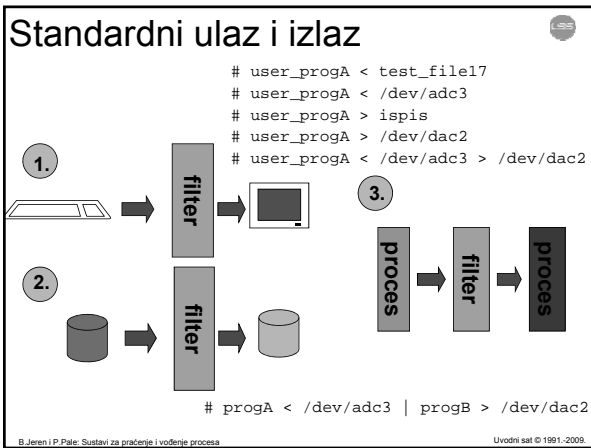 Standardni ulaz i izlaz
LSS
# user_progA < test_file17
# user_progA < /dev/adc3
# user_progA > ispis
# user_progA > /dev/dac2
# user_progA < /dev/adc3 > /dev/dac2
1.
filter
3.
proces
filter
proces
2.
filter
# progA < /dev/adc3 | progB > /dev/dac2
B.Jeren i P.Pale: Sustavi za praćenje i vođenje procesa
Uvodni sat © 1991.-2009.